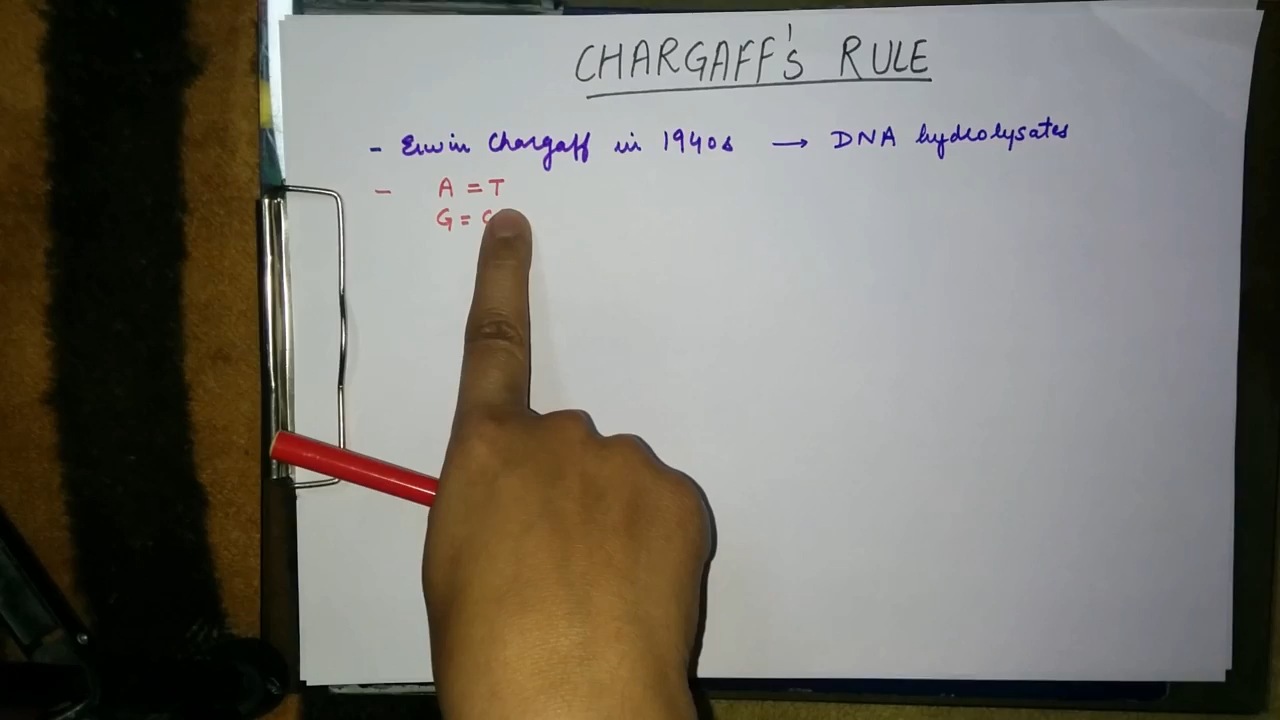 CHARGAFF's RULE
- Erwin Chargaff in 1940s → DNA hydrolysates
- A = T
G = C